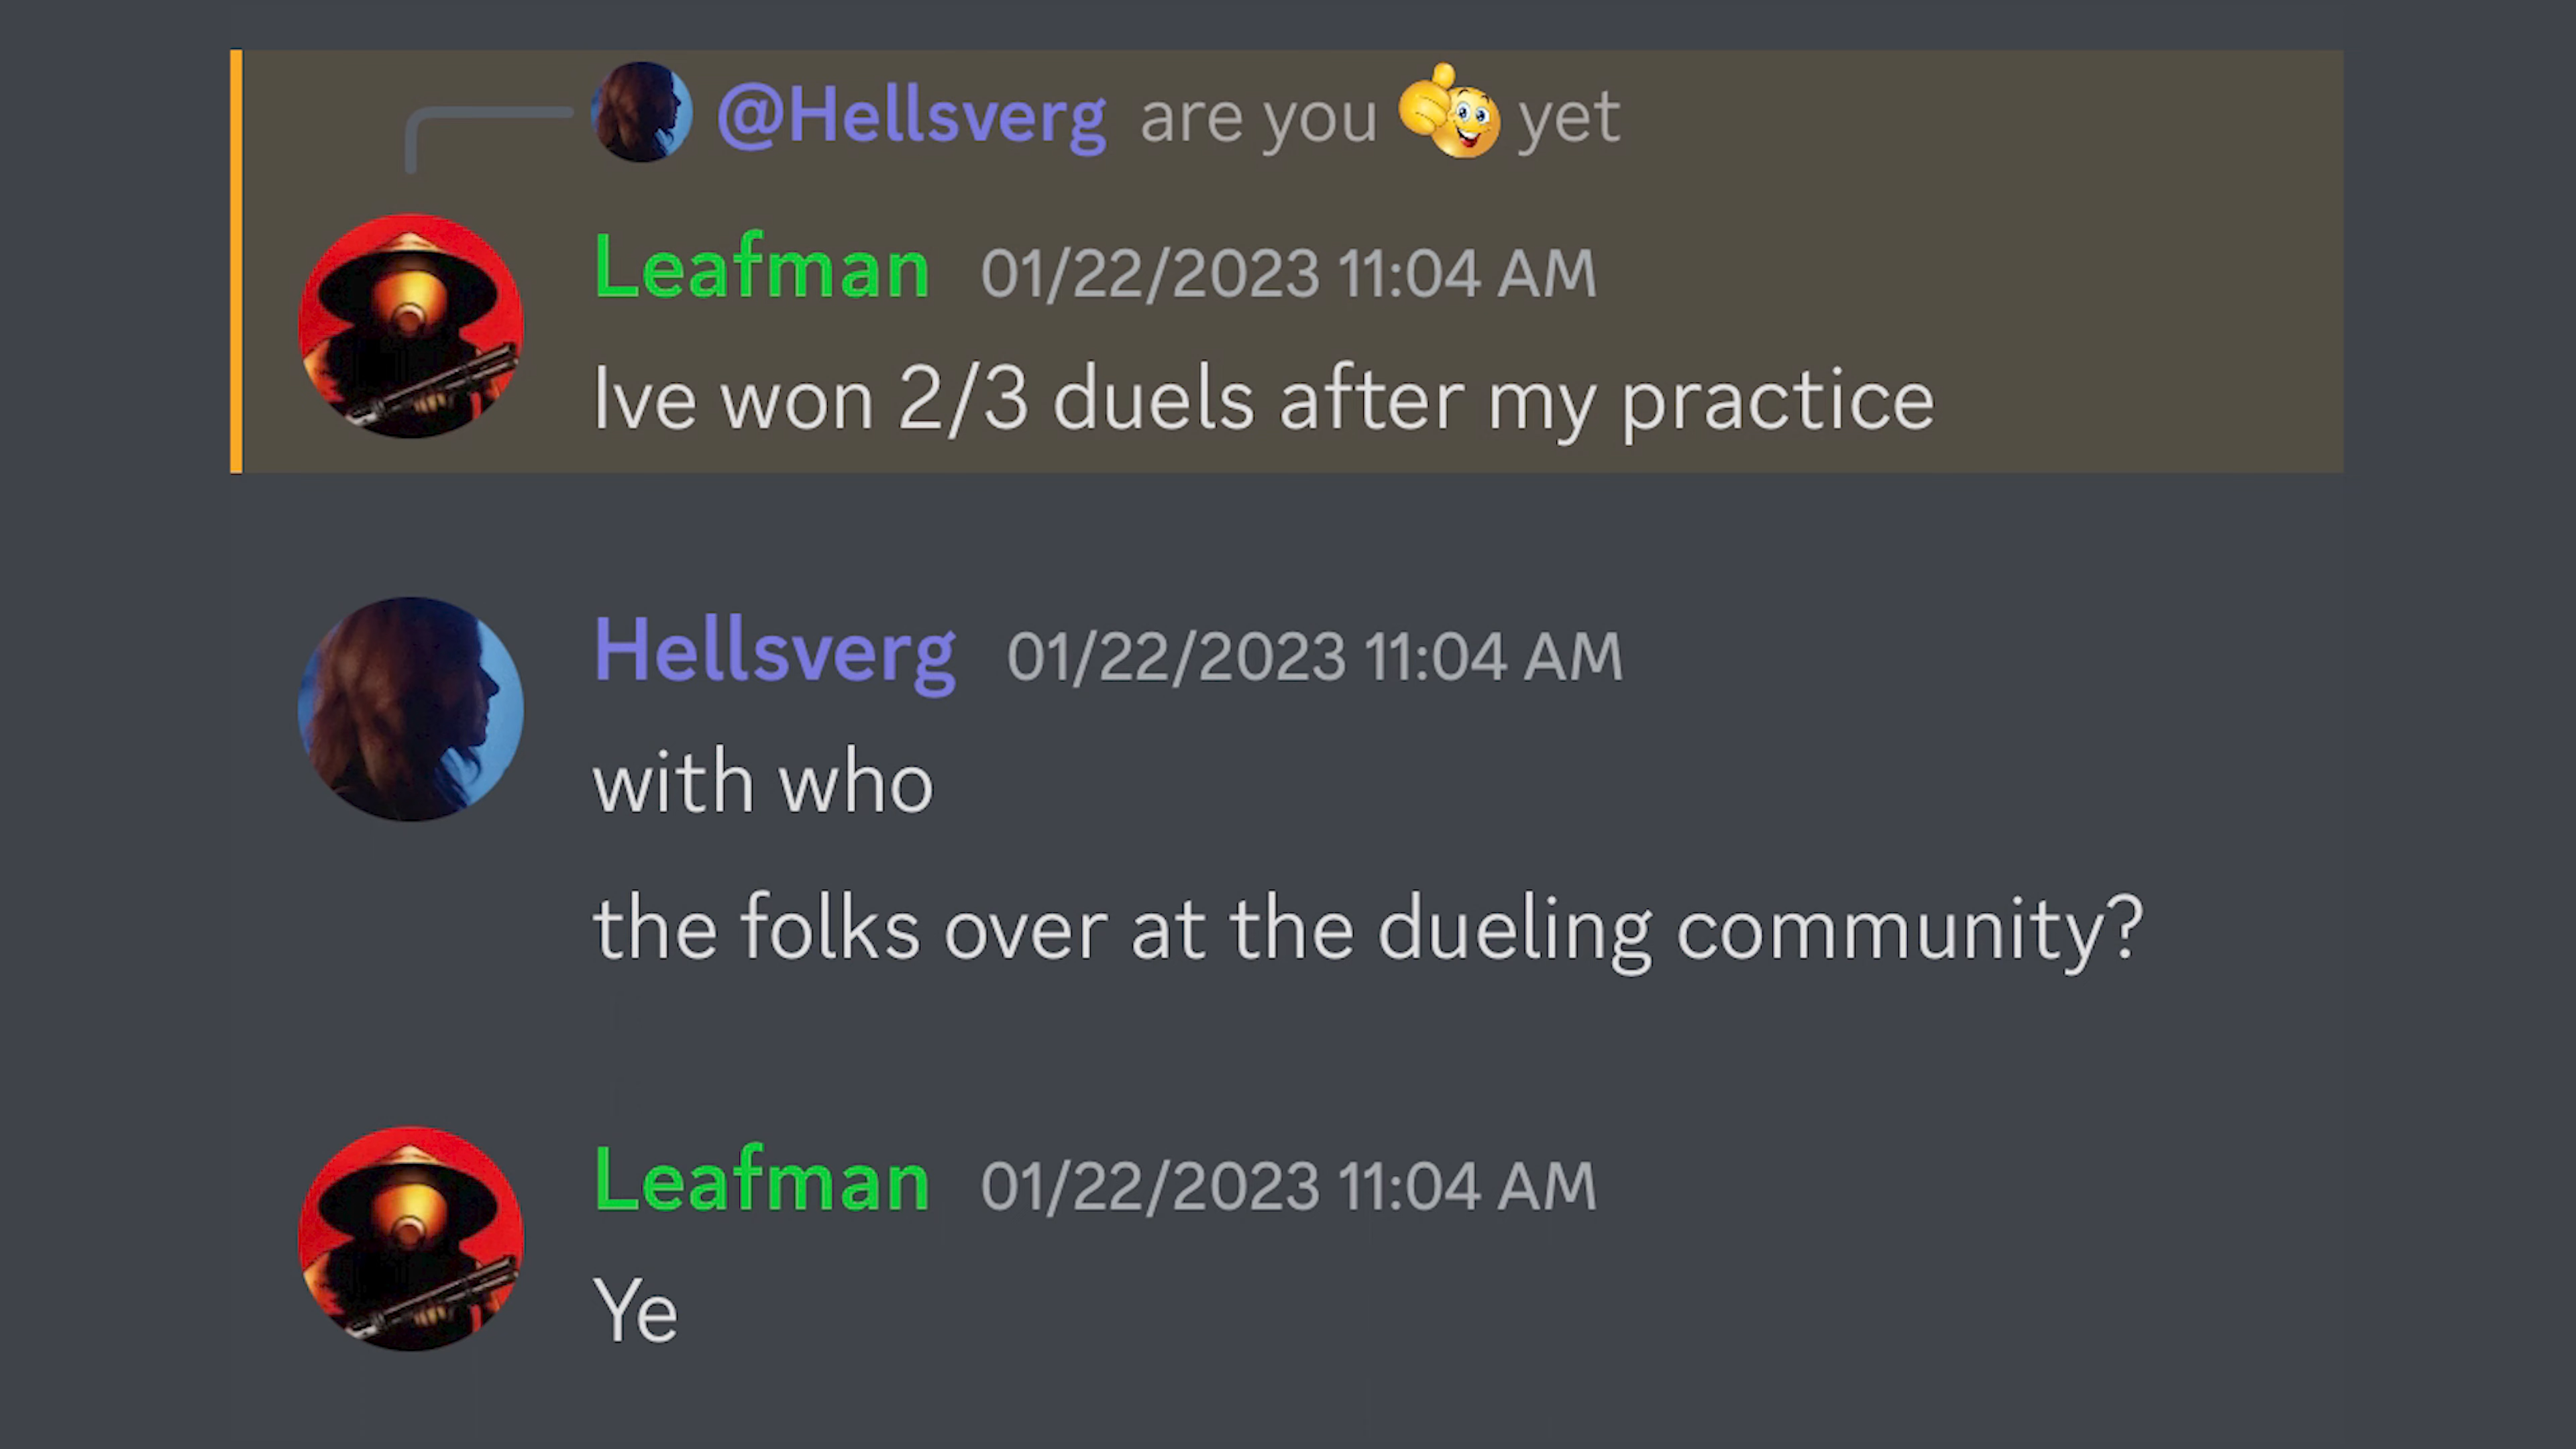 @Hellsverg are you 👍 yet
Leafman 01/22/2023 11:04 AM
Ive won 2/3 duels after my practice
Hellsverg 01/22/2023 11:04 AM
with who
the folks over at the dueling community?
Leafman 01/22/2023 11:04 AM
Ye